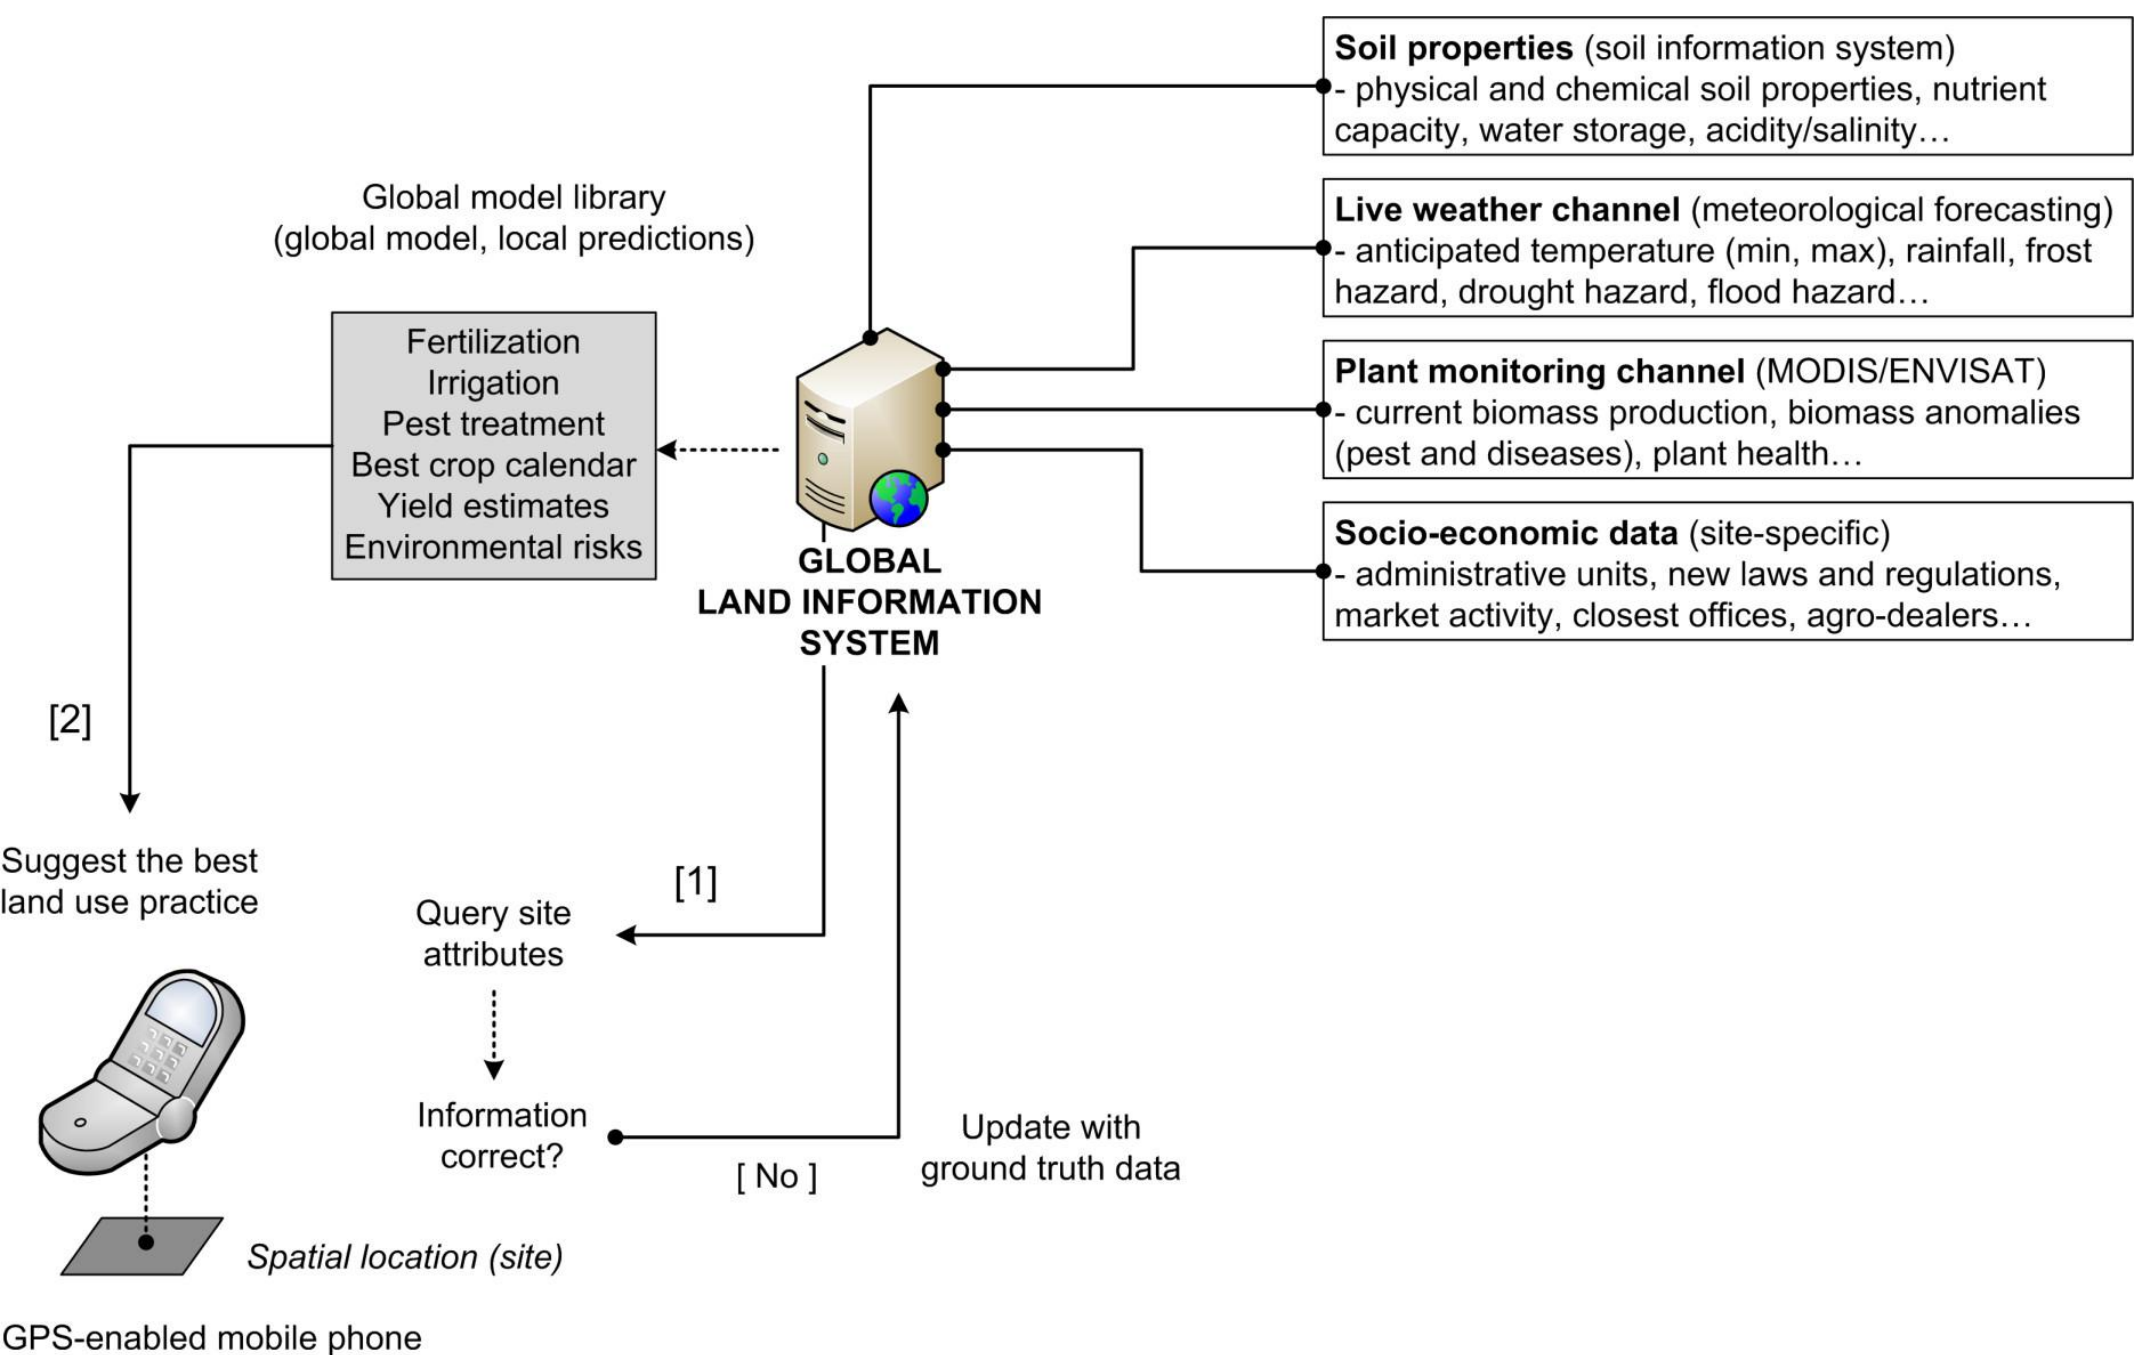 Soil properties (soil information system)
- physical and chemical soil properties, nutrient
capacity, water storage, acidity/salinity…
Live weather channel (meteorological forecasting)
- anticipated temperature (min, max), rainfall, frost
hazard, drought hazard, flood hazard…
Plant monitoring channel (MODIS/ENVISAT)
- current biomass production, biomass anomalies
(pest and diseases), plant health…
Socio-economic data (site-specific)
- administrative units, new laws and regulations,
market activity, closest offices, agro-dealers…
Global model library
(global model, local predictions)
Fertilization
Irrigation
Pest treatment
Best crop calendar
Yield estimates
Environmental risks
GLOBAL
LAND INFORMATION
SYSTEM
[2]
Suggest the best
land use practice
[1]
Query site
attributes
Information
correct?
[ No ]
Update with
ground truth data
Spatial location (site)
GPS-enabled mobile phone